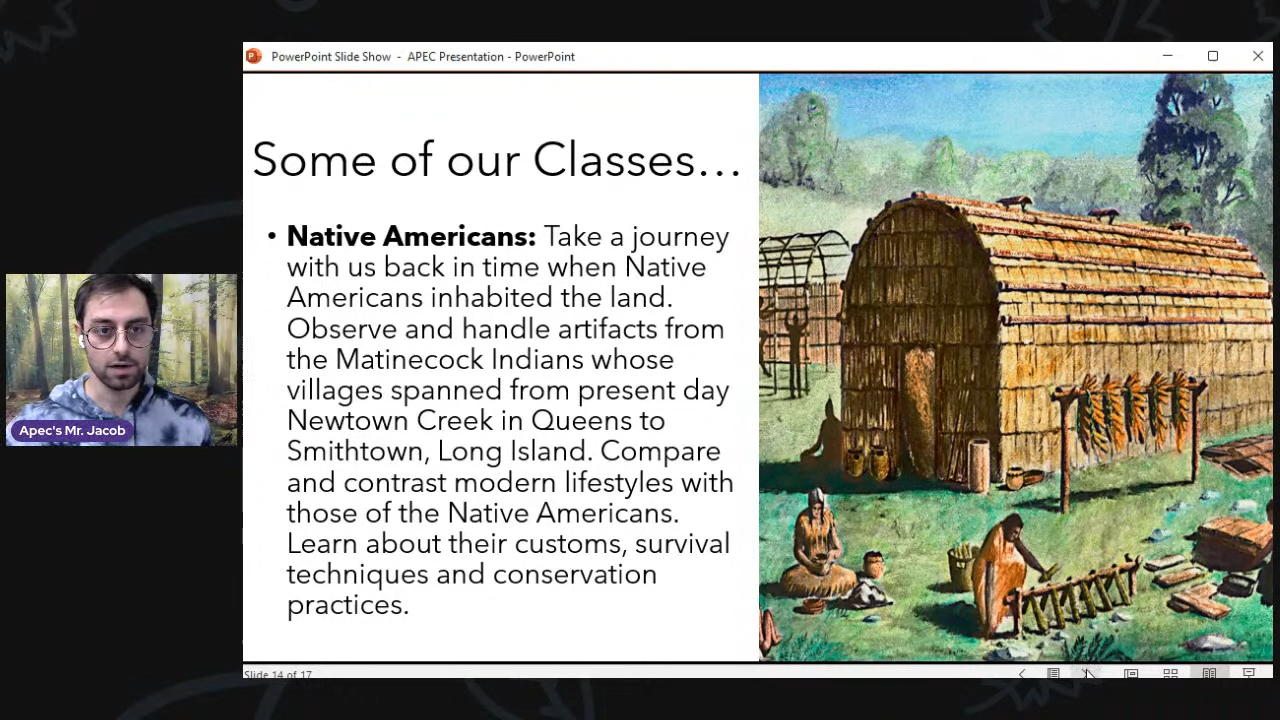 PowerPoint Slide Show - APEC Presentation - PowerPoint
Some of our Classes…
• Native Americans: Take a journey
with us back in time when Native
Americans inhabited the land.
Observe and handle artifacts from
the Matinecock Indians whose
villages spanned from present day
Newtown Creek in Queens to
Smithtown, Long Island. Compare
and contrast modern lifestyles with
those of the Native Americans.
Learn about their customs, survival
techniques and conservation
practices.
Apec's Mr. Jacob
Slide 14 of 17